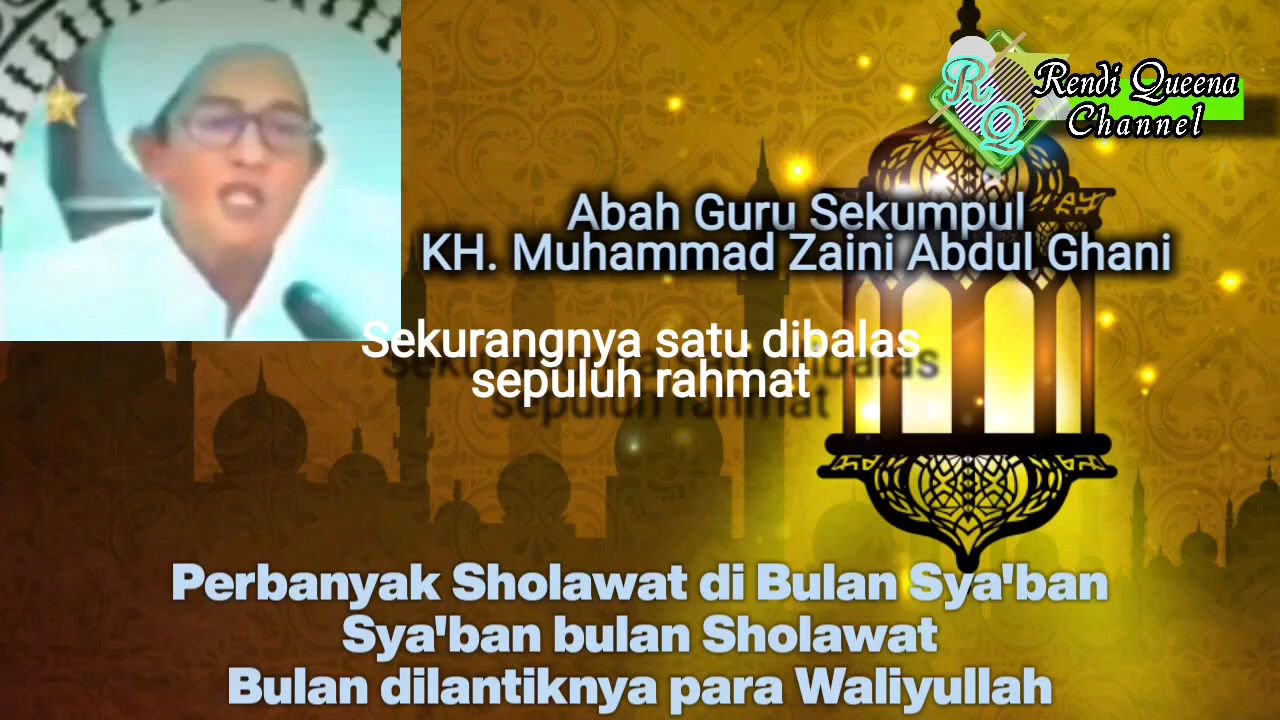 RQ
Rendi Queena
Channel
Abah Guru Sekumpul
KH. Muhammad Zaini Abdul Ghani
Sekurangnya satu dibalas
sepuluh rahmat
Perbanyak Sholawat di Bulan Sya'ban
Sya'ban bulan Sholawat
Bulan dilantiknya para Waliyullah